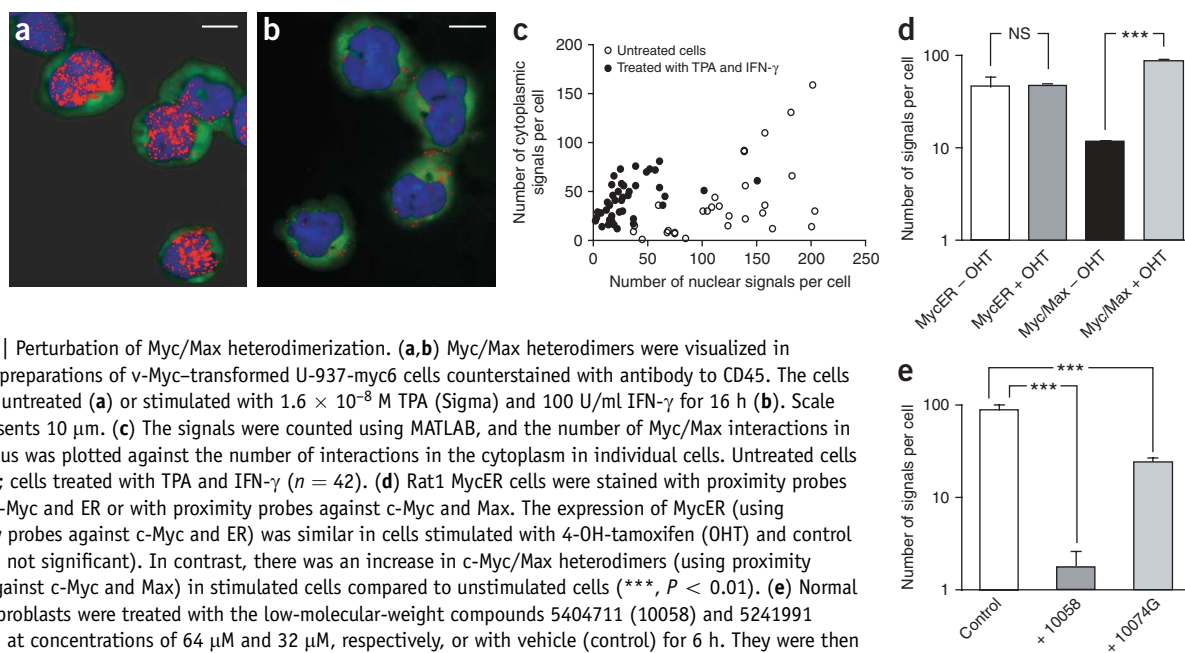 a
b
c
200
150
100
50
0
Number of cytoplasmic
signals per cell
Untreated cells
Treated with TPA and IFN-γ
0 50 100 150 200 250
Number of nuclear signals per cell
d
NS
***
100
10
1
Number of signals per cell
MycER – OHT
MycER + OHT
Myc/Max – OHT
Myc/Max + OHT
| Perturbation of Myc/Max heterodimerization. (a,b) Myc/Max heterodimers were visualized in
preparations of v-Myc–transformed U-937-myc6 cells counterstained with antibody to CD45. The cells
untreated (a) or stimulated with 1.6 × 10⁻⁸ M TPA (Sigma) and 100 U/ml IFN-γ for 16 h (b). Scale
sents 10 μm. (c) The signals were counted using MATLAB, and the number of Myc/Max interactions in
us was plotted against the number of interactions in the cytoplasm in individual cells. Untreated cells
; cells treated with TPA and IFN-γ (n = 42). (d) Rat1 MycER cells were stained with proximity probes
-Myc and ER or with proximity probes against c-Myc and Max. The expression of MycER (using
probes against c-Myc and ER) was similar in cells stimulated with 4-OH-tamoxifen (OHT) and control
not significant). In contrast, there was an increase in c-Myc/Max heterodimers (using proximity
gainst c-Myc and Max) in stimulated cells compared to unstimulated cells (***, P < 0.01). (e) Normal
broblasts were treated with the low-molecular-weight compounds 5404711 (10058) and 5241991
at concentrations of 64 μM and 32 μM, respectively, or with vehicle (control) for 6 h. They were then
e
***
***
100
10
1
Number of signals per cell
Control
+ 10058
+ 10074G